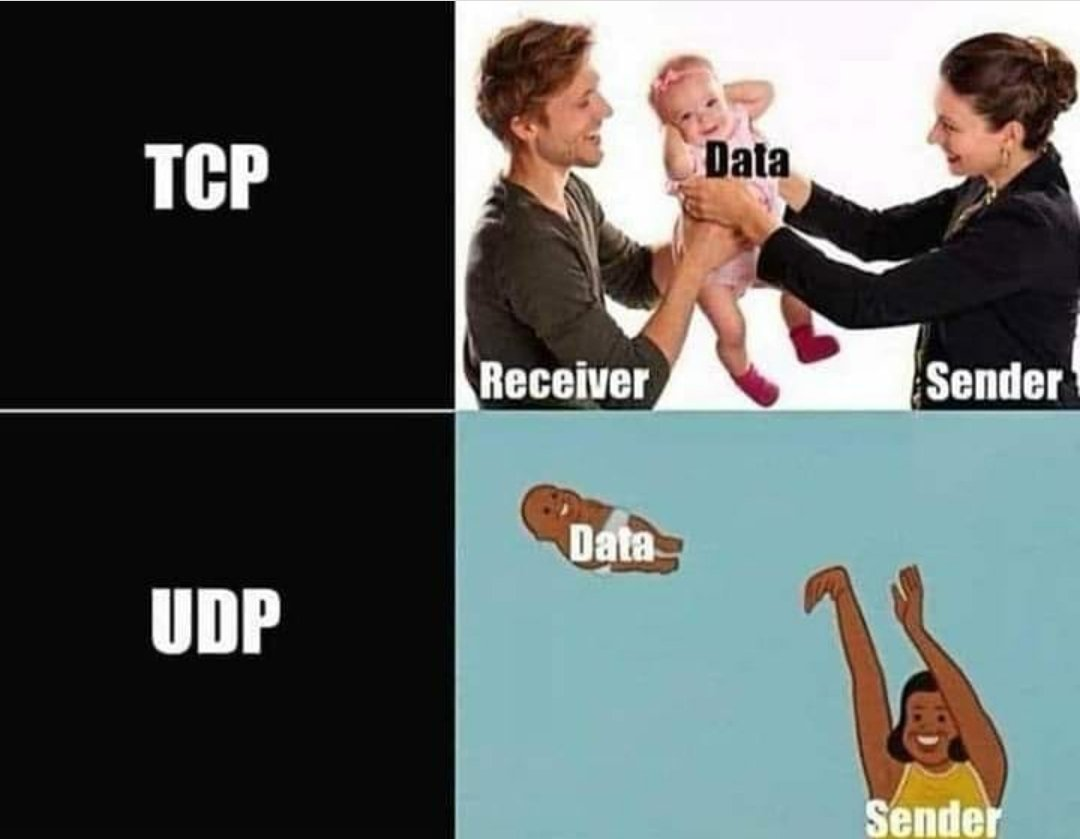 TCP
Data
Receiver
Sender
UDP
Data
Sender